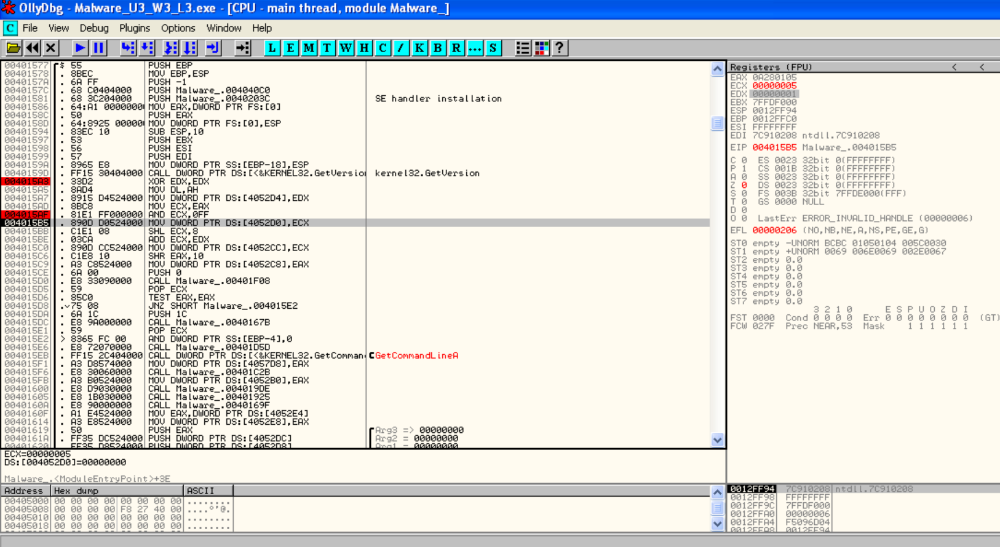 OllyDbg - Malware_U3_W3_L3.exe - [CPU - main thread, module Malware_]
C File View Debug Plugins Options Window Help
L E M T W H C / K B R ... S ?
00401577 $ 55 PUSH EBP
00401578 . 8BEC MOV EBP,ESP
0040157A . 6A FF PUSH -1
0040157C . 68 C0404000 PUSH Malware_.004040C0
00401581 . 68 3C204000 PUSH Malware_.0040203C SE handler installation
00401586 . 64:A1 0000000 MOV EAX,DWORD PTR FS:[0]
0040158C . 50 PUSH EAX
0040158D . 64:8925 00000 MOV DWORD PTR FS:[0],ESP
00401594 . 83EC 10 SUB ESP,10
00401597 . 53 PUSH EBX
00401598 . 56 PUSH ESI
00401599 . 57 PUSH EDI
0040159A . 8965 E8 MOV DWORD PTR SS:[EBP-18],ESP
0040159D . FF15 30404000 CALL DWORD PTR DS:[<&KERNEL32.GetVersio kernel32.GetVersion
004015A3 . 33D2 XOR EDX,EDX
004015A5 . 8AD4 MOV DL,AH
004015A7 . 8915 D4524000 MOV DWORD PTR DS:[4052D4],EDX
004015AD . 8BC8 MOV ECX,EAX
004015AF . 81E1 FF000000 AND ECX,0FF
004015B5 . 890D D0524000 MOV DWORD PTR DS:[4052D0],ECX
004015BB . C1E1 08 SHL ECX,8
004015BE . 03CA ADD ECX,EDX
004015C0 . 890D CC524000 MOV DWORD PTR DS:[4052CC],ECX
004015C6 . C1E8 10 SHR EAX,10
004015C9 . A3 C8524000 MOV DWORD PTR DS:[4052C8],EAX
004015CE . 6A 00 PUSH 0
004015D0 . E8 33090000 CALL Malware_.00401F08
004015D5 . 59 POP ECX
004015D6 . 85C0 TEST EAX,EAX
004015D8 .v 75 08 JNZ SHORT Malware_.004015E2
004015DA . 6A 1C PUSH 1C
004015DC . E8 9A000000 CALL Malware_.0040167B
004015E1 . 59 POP ECX
004015E2 > 8365 FC 00 AND DWORD PTR SS:[EBP-4],0
004015E6 . E8 72070000 CALL Malware_.00401D5D
004015EB . FF15 2C404000 CALL DWORD PTR DS:[<&KERNEL32.GetComman [GetCommandLineA
004015F1 . A3 D8574000 MOV DWORD PTR DS:[4057D8],EAX
004015F6 . E8 30060000 CALL Malware_.00401C2B
004015FB . A3 B0524000 MOV DWORD PTR DS:[4052B0],EAX
00401600 . E8 D9030000 CALL Malware_.004019DE
00401605 . E8 1B030000 CALL Malware_.00401925
0040160A . E8 90000000 CALL Malware_.0040169F
0040160F . A1 E4524000 MOV EAX,DWORD PTR DS:[4052E4]
00401614 . A3 E8524000 MOV DWORD PTR DS:[4052E8],EAX
00401619 . 50 PUSH EAX Arg3 => 00000000
0040161A . FF35 DC524000 PUSH DWORD PTR DS:[4052DC] Arg2 = 00000000
00401620 . FF35 D8524000 PUSH DWORD PTR DS:[4052D8] Arg1 = 00000000
ECX=00000005
DS:[004052D0]=00000000
Malware_.<ModuleEntryPoint>+3E
Address Hex dump ASCII
00405000 00 00 00 00 00 00 00 00 ........
00405008 00 00 00 00 F8 27 40 00 ....°'@.
00405010 00 00 00 00 00 00 00 00 ........
00405018 00 00 00 00 00 00 00 00 ........
Registers (FPU) < <
EAX 0A280105
ECX 00000005
EDX 00000001
EBX 7FFDF000
ESP 0012FF94
EBP 0012FFC0
ESI FFFFFFFF
EDI 7C910208 ntdll.7C910208
EIP 004015B5 Malware_.004015B5
C 0 ES 0023 32bit 0(FFFFFFFF)
P 1 CS 001B 32bit 0(FFFFFFFF)
A 0 SS 0023 32bit 0(FFFFFFFF)
Z 0 DS 0023 32bit 0(FFFFFFFF)
S 0 FS 003B 32bit 7FFDE000(FFF)
T 0 GS 0000 NULL
D 0
O 0 LastErr ERROR_INVALID_HANDLE (00000006)
EFL 00000206 (NO,NB,NE,A,NS,PE,GE,G)
ST0 empty -UNORM BCBC 01050104 005C0030
ST1 empty +UNORM 0069 006E0069 002E0067
ST2 empty 0.0
ST3 empty 0.0
ST4 empty 0.0
ST5 empty 0.0
ST6 empty 0.0
ST7 empty 0.0
3 2 1 0 E S P U O Z D I
FST 0000 Cond 0 0 0 0 Err 0 0 0 0 0 0 0 0 (GT)
FCW 027F Prec NEAR,53 Mask 1 1 1 1 1 1
0012FF94 7C910208 ntdll.7C910208
0012FF98 FFFFFFFF
0012FF9C 7FFDF000
0012FFA0 00000006
0012FFA4 F5096D04
0012FFA8 0012FF94